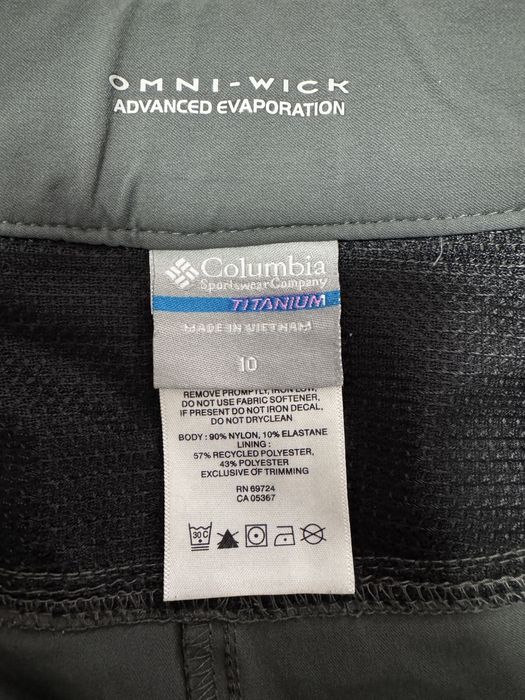 OMNI-WICK
ADVANCED EVAPORATION
Columbia
Sportswear Company
TITANIUM
MADE IN VIETNAM
10
REMOVE PROMPTLY, IRON LOW,
DO NOT USE FABRIC SOFTENER,
IF PRESENT DO NOT IRON DECAL,
DO NOT DRYCLEAN
BODY : 90% NYLON, 10% ELASTANE
LINING :
57% RECYCLED POLYESTER,
43% POLYESTER
EXCLUSIVE OF TRIMMING
RN 69724
CA 05367
30 C